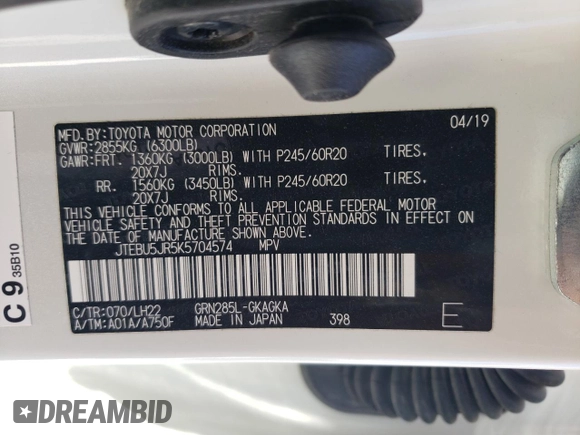 MFD.BY:TOYOTA MOTOR CORPORATION 04/19
GVWR:2855KG (6300LB)
GAWR:FRT. 1360KG (3000LB) WITH P245/60R20 TIRES.
20X7J RIMS.
RR. 1560KG (3450LB) WITH P245/60R20 TIRES.
20X7J RIMS.
THIS VEHICLE CONFORMS TO ALL APPLICABLE FEDERAL MOTOR
VEHICLE SAFETY AND THEFT PREVENTION STANDARDS IN EFFECT ON
THE DATE OF MANUFACTURE SHOWN ABOVE.
JTEBU5JR5K5704574 MPV
C/TR:070/LH22 GRN285L-GKAGKA
A/TM:A01A/A750F MADE IN JAPAN 398 E
C 9 35B10
DREAMBID